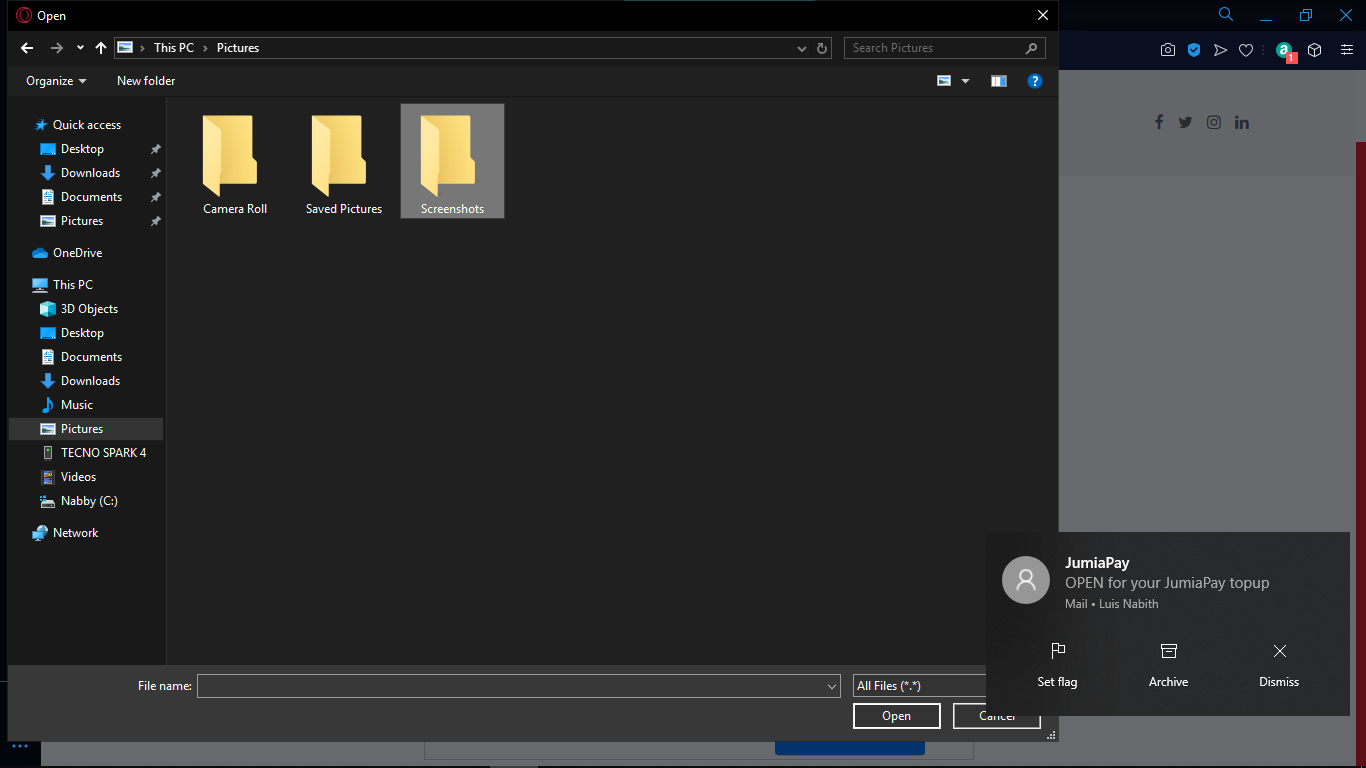 Open
This PC
Pictures
Search Pictures
Organize
New folder
Quick access
Desktop
Downloads
Documents
Pictures
OneDrive
This PC
3D Objects
Desktop
Documents
Downloads
Music
Pictures
TECNO SPARK 4
Videos
Nabby (C:)
Network
Camera Roll
Saved Pictures
Screenshots
?
a
1
f
in
JumiaPay
OPEN for your JumiaPay topup
Mail • Luis Nabith
Set flag
Archive
Dismiss
File name:
All Files (*.*)
Open
Cancel